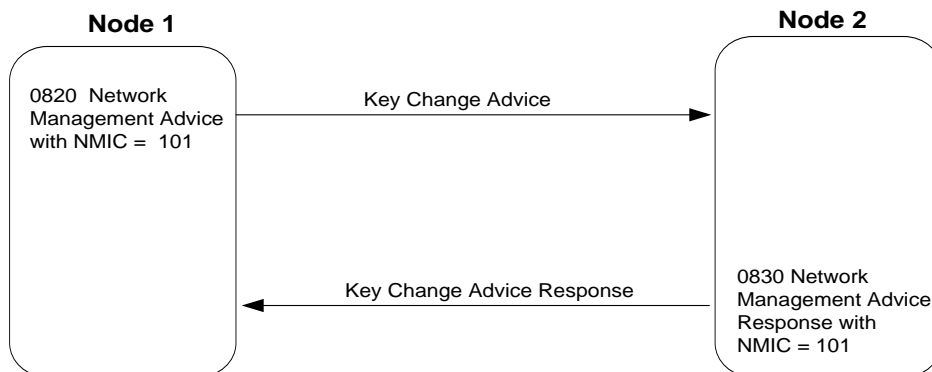 Node 1
Node 2
0820 Network
Management Advice
with NMIC = 101
Key Change Advice
Key Change Advice Response
0830 Network
Management Advice
Response with
NMIC = 101